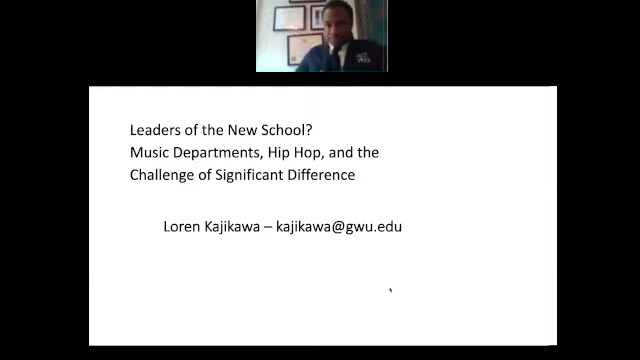 Leaders of the New School?
Music Departments, Hip Hop, and the
Challenge of Significant Difference
Loren Kajikawa – kajikawa@gwu.edu